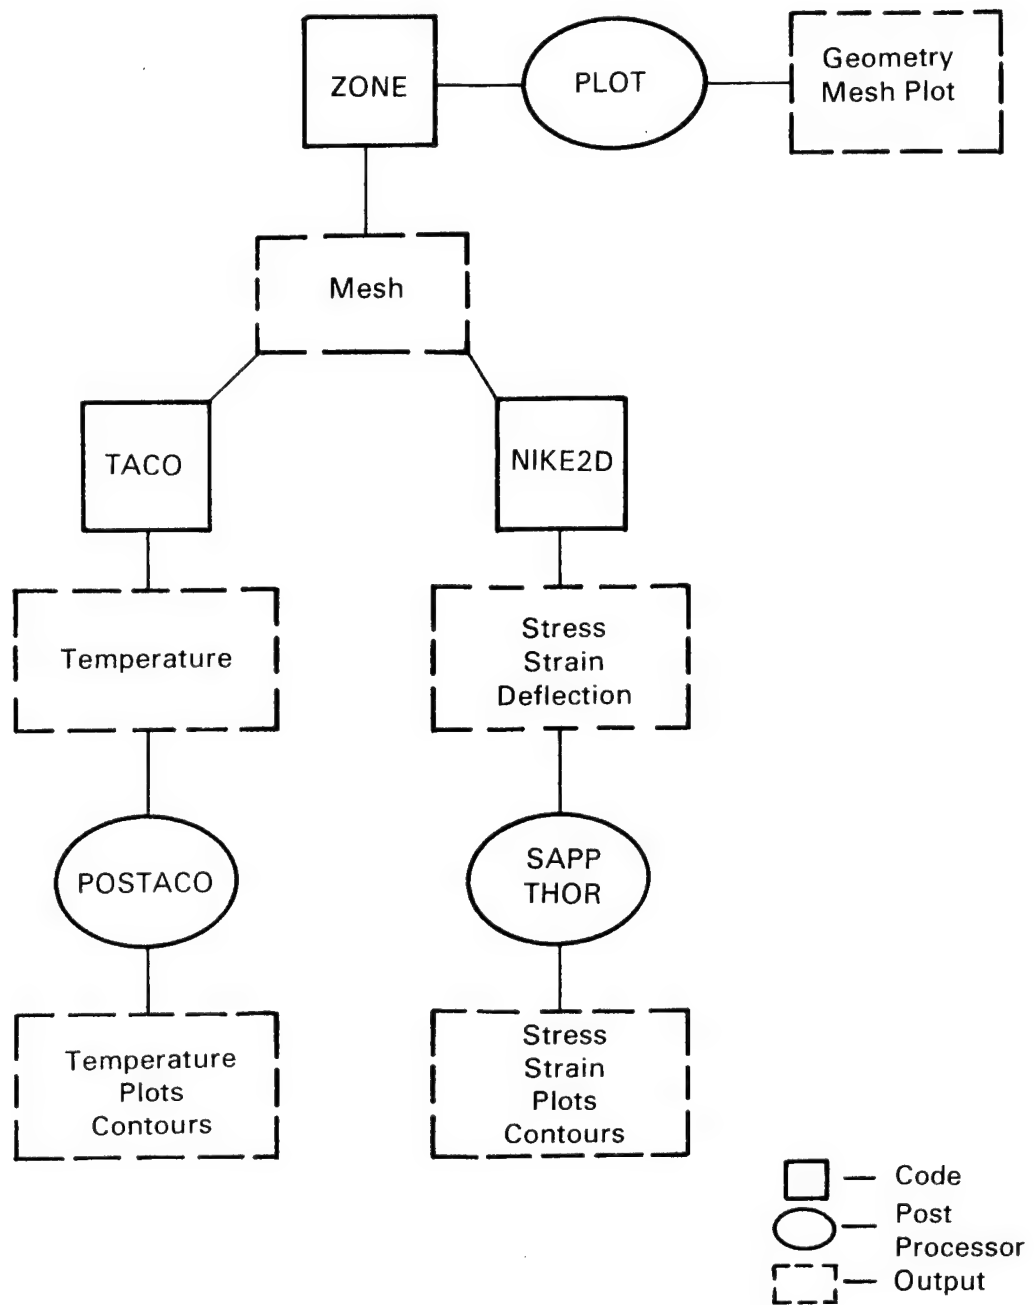 ZONE
PLOT
Geometry
Mesh Plot
Mesh
TACO
NIKE2D
Temperature
Stress
Strain
Deflection
POSTACO
SAPP
THOR
Temperature
Plots
Contours
Stress
Strain
Plots
Contours
Code
Post
Processor
Output